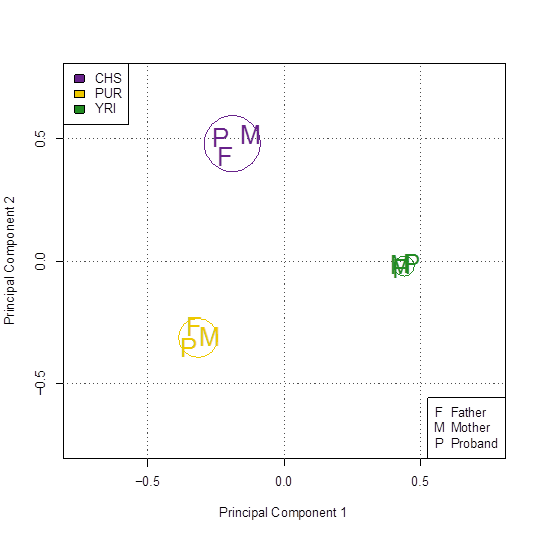 CHS
PUR
YRI
P M
F
0.5
Principal Component 2
0.0
M P
F
F
M
P
−0.5
F Father
M Mother
P Proband
−0.5 0.0 0.5
Principal Component 1